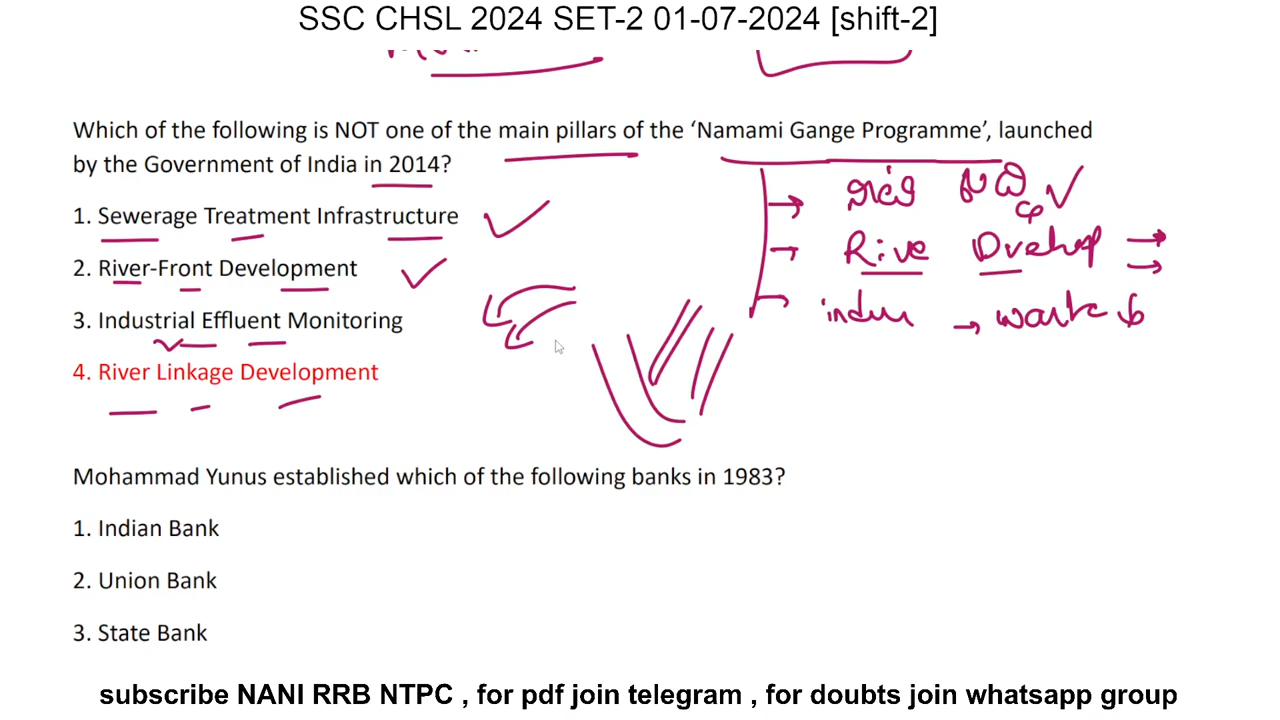 SSC CHSL 2024 SET-2 01-07-2024 [shift-2]
Which of the following is NOT one of the main pillars of the ‘Namami Gange Programme’, launched
by the Government of India in 2014?
1. Sewerage Treatment Infrastructure
2. River-Front Development
3. Industrial Effluent Monitoring
4. River Linkage Development
Rive
Mohammad Yunus established which of the following banks in 1983?
1. Indian Bank
2. Union Bank
3. State Bank
subscribe NANI RRB NTPC , for pdf join telegram , for doubts join whatsapp group